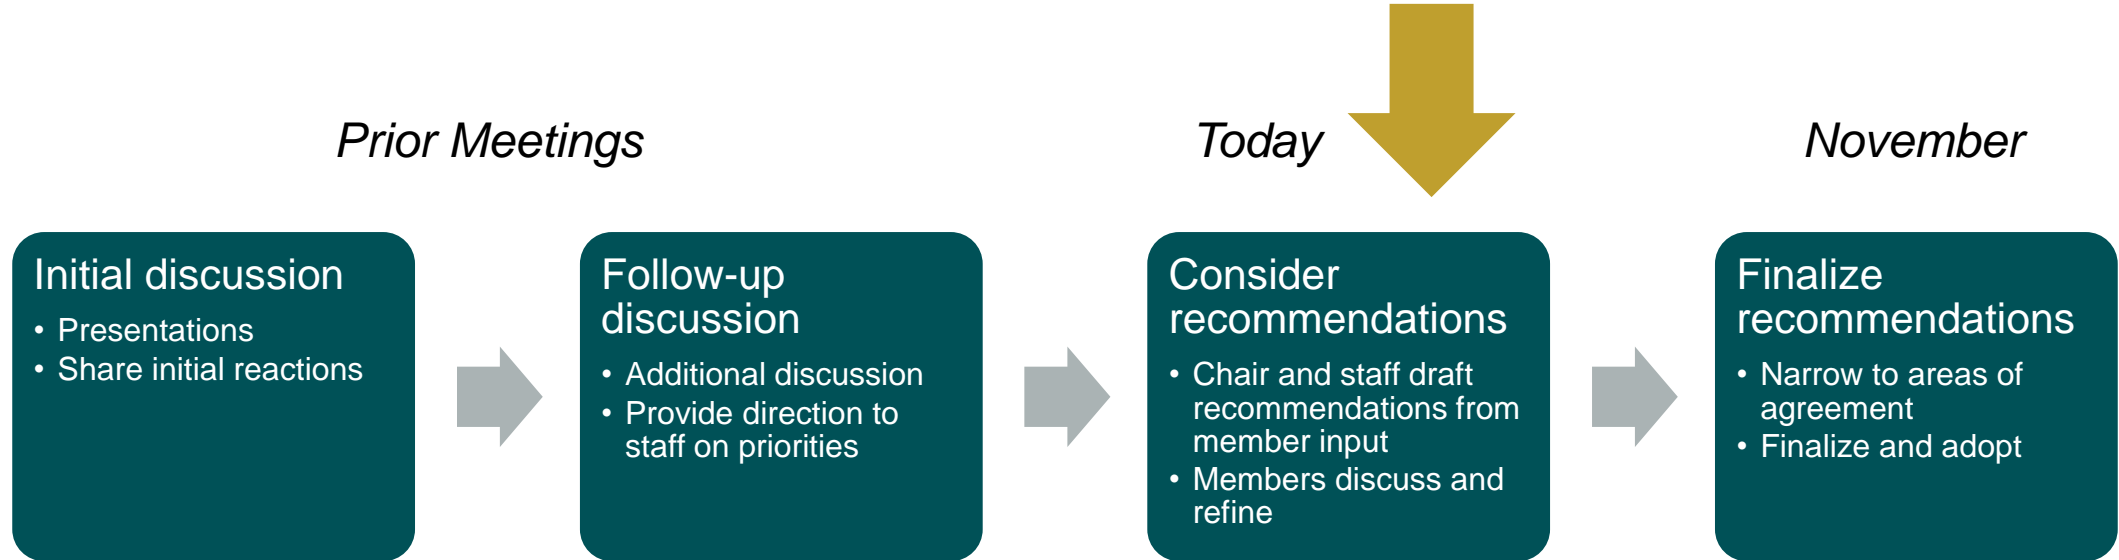 Prior Meetings
Today
November
Initial discussion
• Presentations
• Share initial reactions
Follow-up
discussion
• Additional discussion
• Provide direction to
staff on priorities
Consider
recommendations
• Chair and staff draft
recommendations from
member input
• Members discuss and
refine
Finalize
recommendations
• Narrow to areas of
agreement
• Finalize and adopt